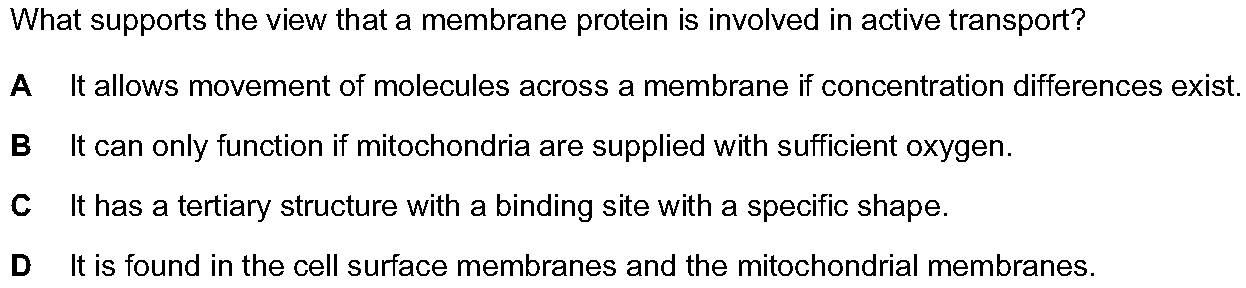 What supports the view that a membrane protein is involved in active transport?
A It allows movement of molecules across a membrane if concentration differences exist.
B It can only function if mitochondria are supplied with sufficient oxygen.
C It has a tertiary structure with a binding site with a specific shape.
D It is found in the cell surface membranes and the mitochondrial membranes.